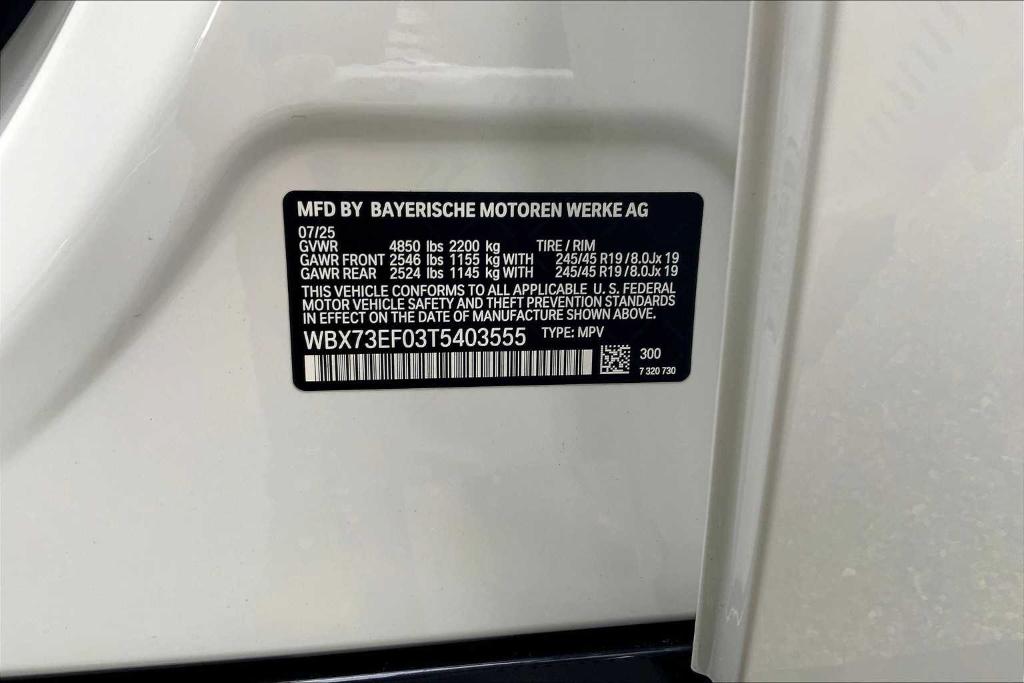 MFD BY BAYERISCHE MOTOREN WERKE AG
07/25
GVWR 4850 lbs 2200 kg TIRE / RIM
GAWR FRONT 2546 lbs 1155 kg WITH 245/45 R19 / 8.0Jx 19
GAWR REAR 2524 lbs 1145 kg WITH 245/45 R19 / 8.0Jx 19
THIS VEHICLE CONFORMS TO ALL APPLICABLE U. S. FEDERAL
MOTOR VEHICLE SAFETY AND THEFT PREVENTION STANDARDS
IN EFFECT ON THE DATE OF MANUFACTURE SHOWN ABOVE.
WBX73EF03T5403555 TYPE: MPV
300
7 320 730